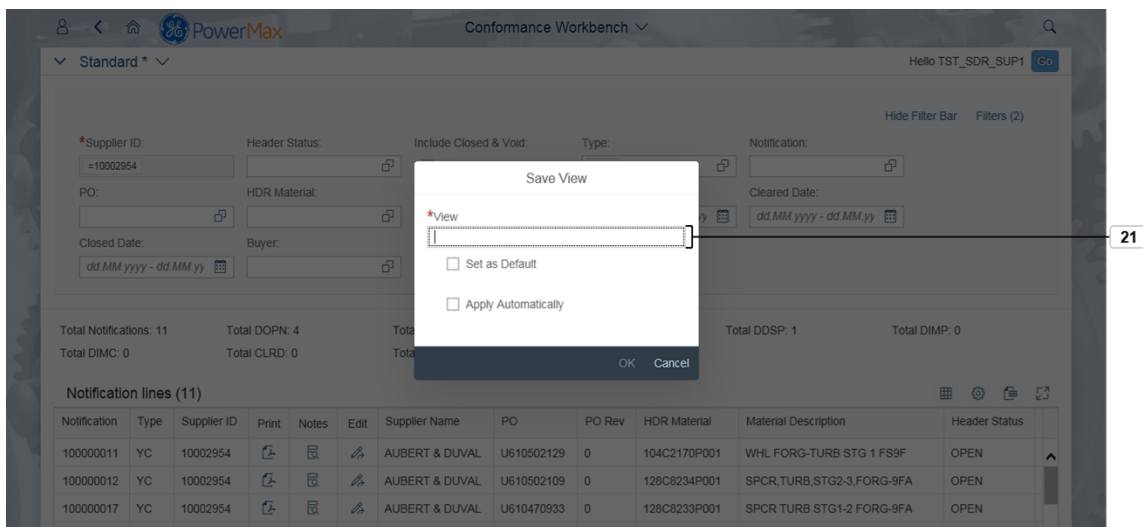 PowerMax
Conformance Workbench
Standard *
Hello TST_SDR_SUP1
Go
Hide Filter Bar
Filters (2)
*Supplier ID:
Header Status:
Include Closed & Void:
Type:
Notification:
=10002954
PO:
HDR Material:
Cleared Date:
dd.MM.yyyy - dd.MM.yy
Closed Date:
Buyer:
dd.MM.yyyy - dd.MM.yy
Save View
*View
21
Set as Default
Apply Automatically
OK
Cancel
Total Notifications: 11
Total DOPN: 4
Total DDSP: 1
Total DIMP: 0
Total DIMC: 0
Total CLRD: 0
Notification lines (11)
Notification Type Supplier ID Print Notes Edit Supplier Name PO PO Rev HDR Material Material Description Header Status
100000011 YC 10002954 AUBERT & DUVAL U610502129 0 104C2170P001 WHL FORG-TURB STG 1 FS9F OPEN
100000012 YC 10002954 AUBERT & DUVAL U610502109 0 128C8234P001 SPCR,TURB,STG2-3,FORG-9FA OPEN
100000017 YC 10002954 AUBERT & DUVAL U610470933 0 128C8233P001 SPCR TURB STG1-2 FORG-9FA OPEN